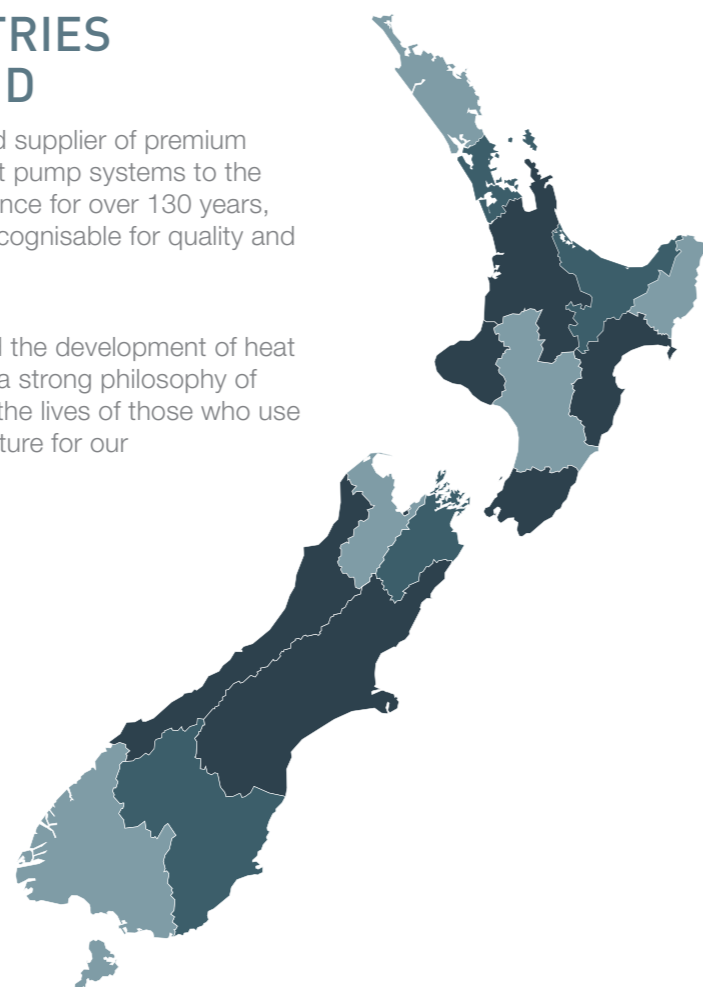 TRIES
D
d supplier of premium
t pump systems to the
nce for over 130 years,
cognisable for quality and
the development of heat
a strong philosophy of
the lives of those who use
ture for our